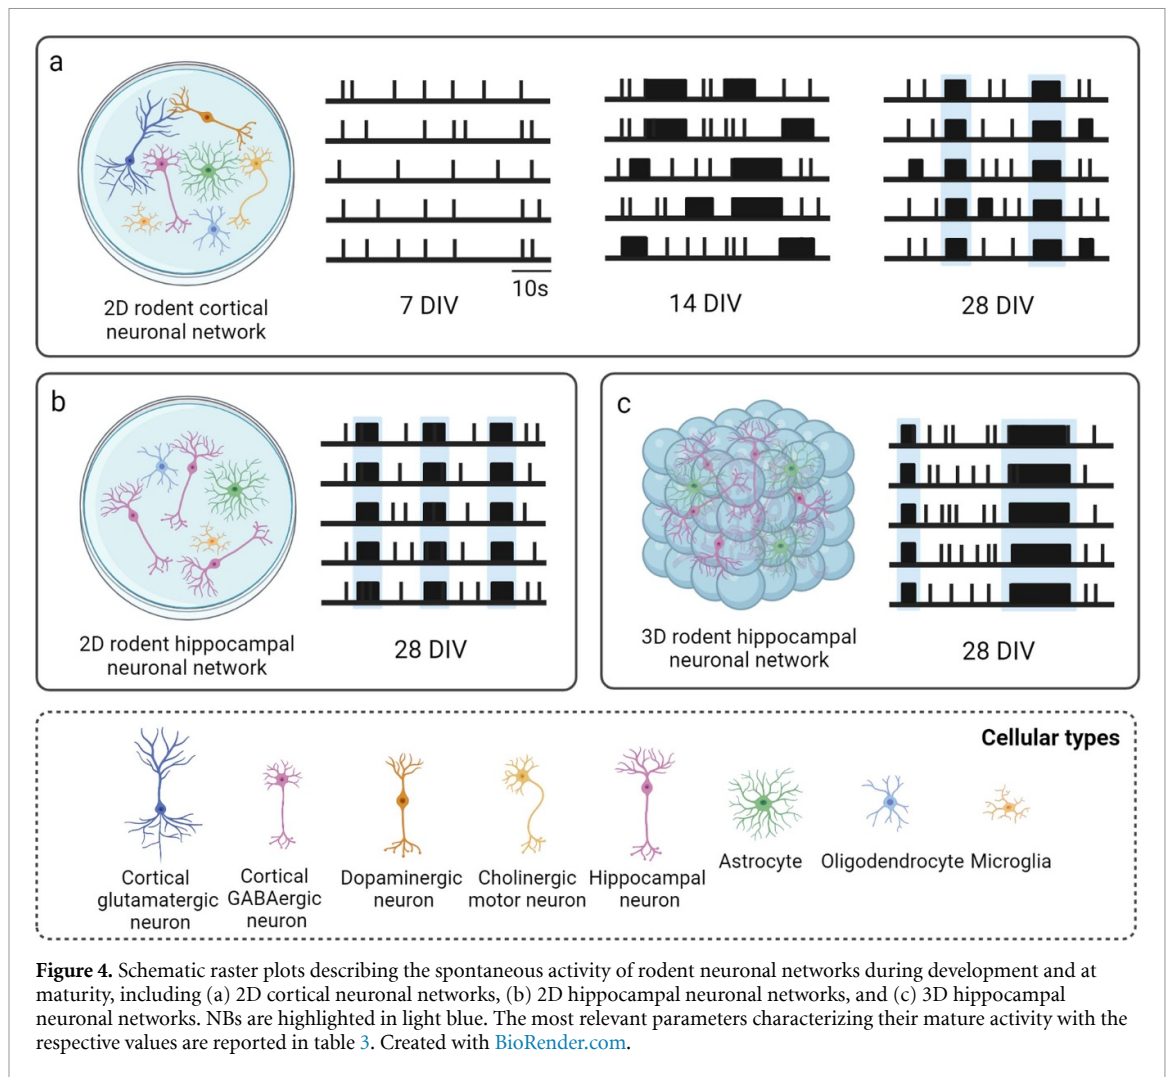 a
2D rodent cortical
neuronal network
7 DIV
10s
14 DIV
28 DIV
b
2D rodent hippocampal
neuronal network
28 DIV
c
3D rodent hippocampal
neuronal network
28 DIV
Cellular types
Cortical
glutamatergic
neuron
Cortical
GABAergic
neuron
Dopaminergic
neuron
Cholinergic
motor neuron
Hippocampal
neuron
Astrocyte
Oligodendrocyte
Microglia
Figure 4. Schematic raster plots describing the spontaneous activity of rodent neuronal networks during development and at
maturity, including (a) 2D cortical neuronal networks, (b) 2D hippocampal neuronal networks, and (c) 3D hippocampal
neuronal networks. NBs are highlighted in light blue. The most relevant parameters characterizing their mature activity with the
respective values are reported in table 3. Created with BioRender.com.